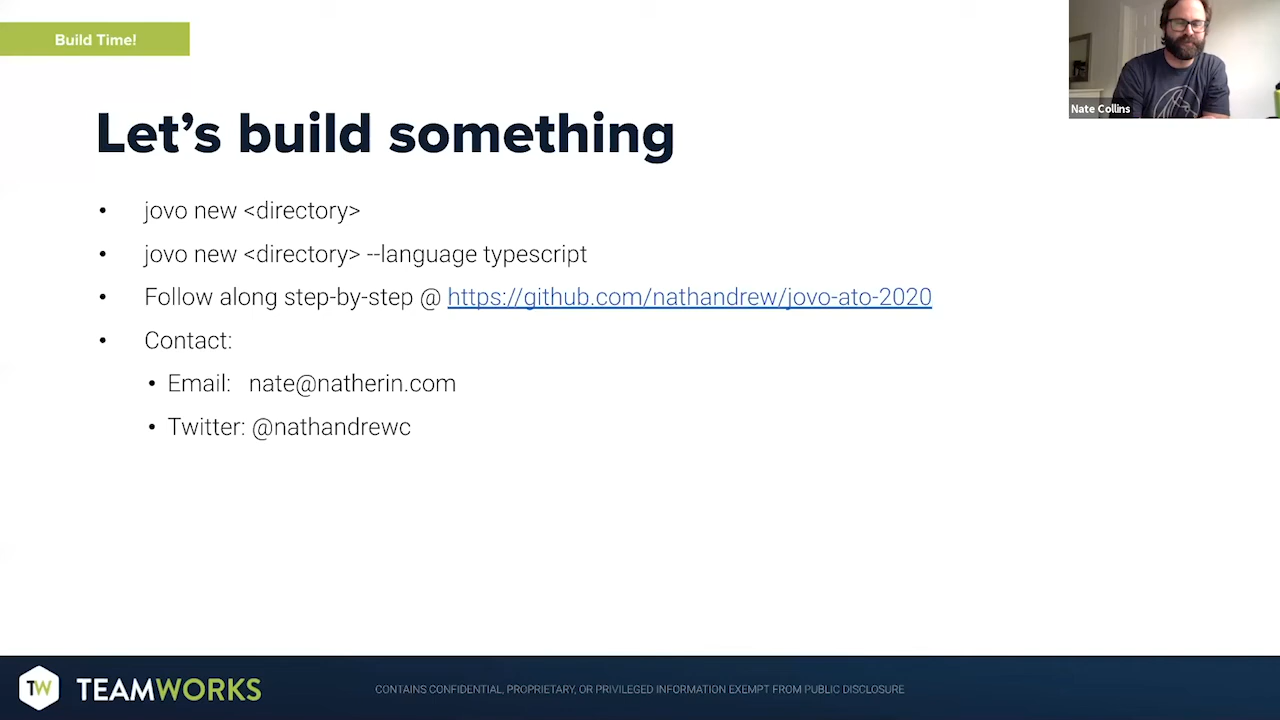 Build Time!
Nate Collins
Let's build something
• jovo new <directory>
• jovo new <directory> --language typescript
• Follow along step-by-step @ https://github.com/nathandrew/jovo-ato-2020
• Contact:
• Email: nate@natherin.com
• Twitter: @nathandrewc
TW TEAMWORKS
CONTAINS CONFIDENTIAL, PROPRIETARY, OR PRIVILEGED INFORMATION EXEMPT FROM PUBLIC DISCLOSURE